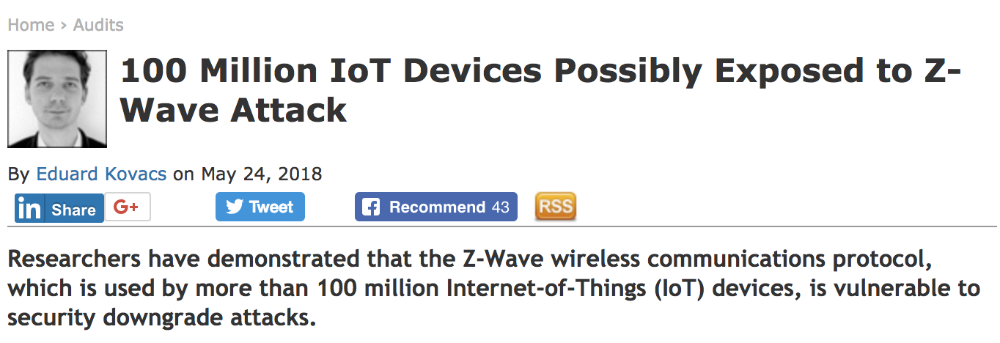 Home › Audits
100 Million IoT Devices Possibly Exposed to Z-
Wave Attack
By Eduard Kovacs on May 24, 2018
in Share G+ Tweet f Recommend 43 RSS
Researchers have demonstrated that the Z-Wave wireless communications protocol,
which is used by more than 100 million Internet-of-Things (IoT) devices, is vulnerable to
security downgrade attacks.